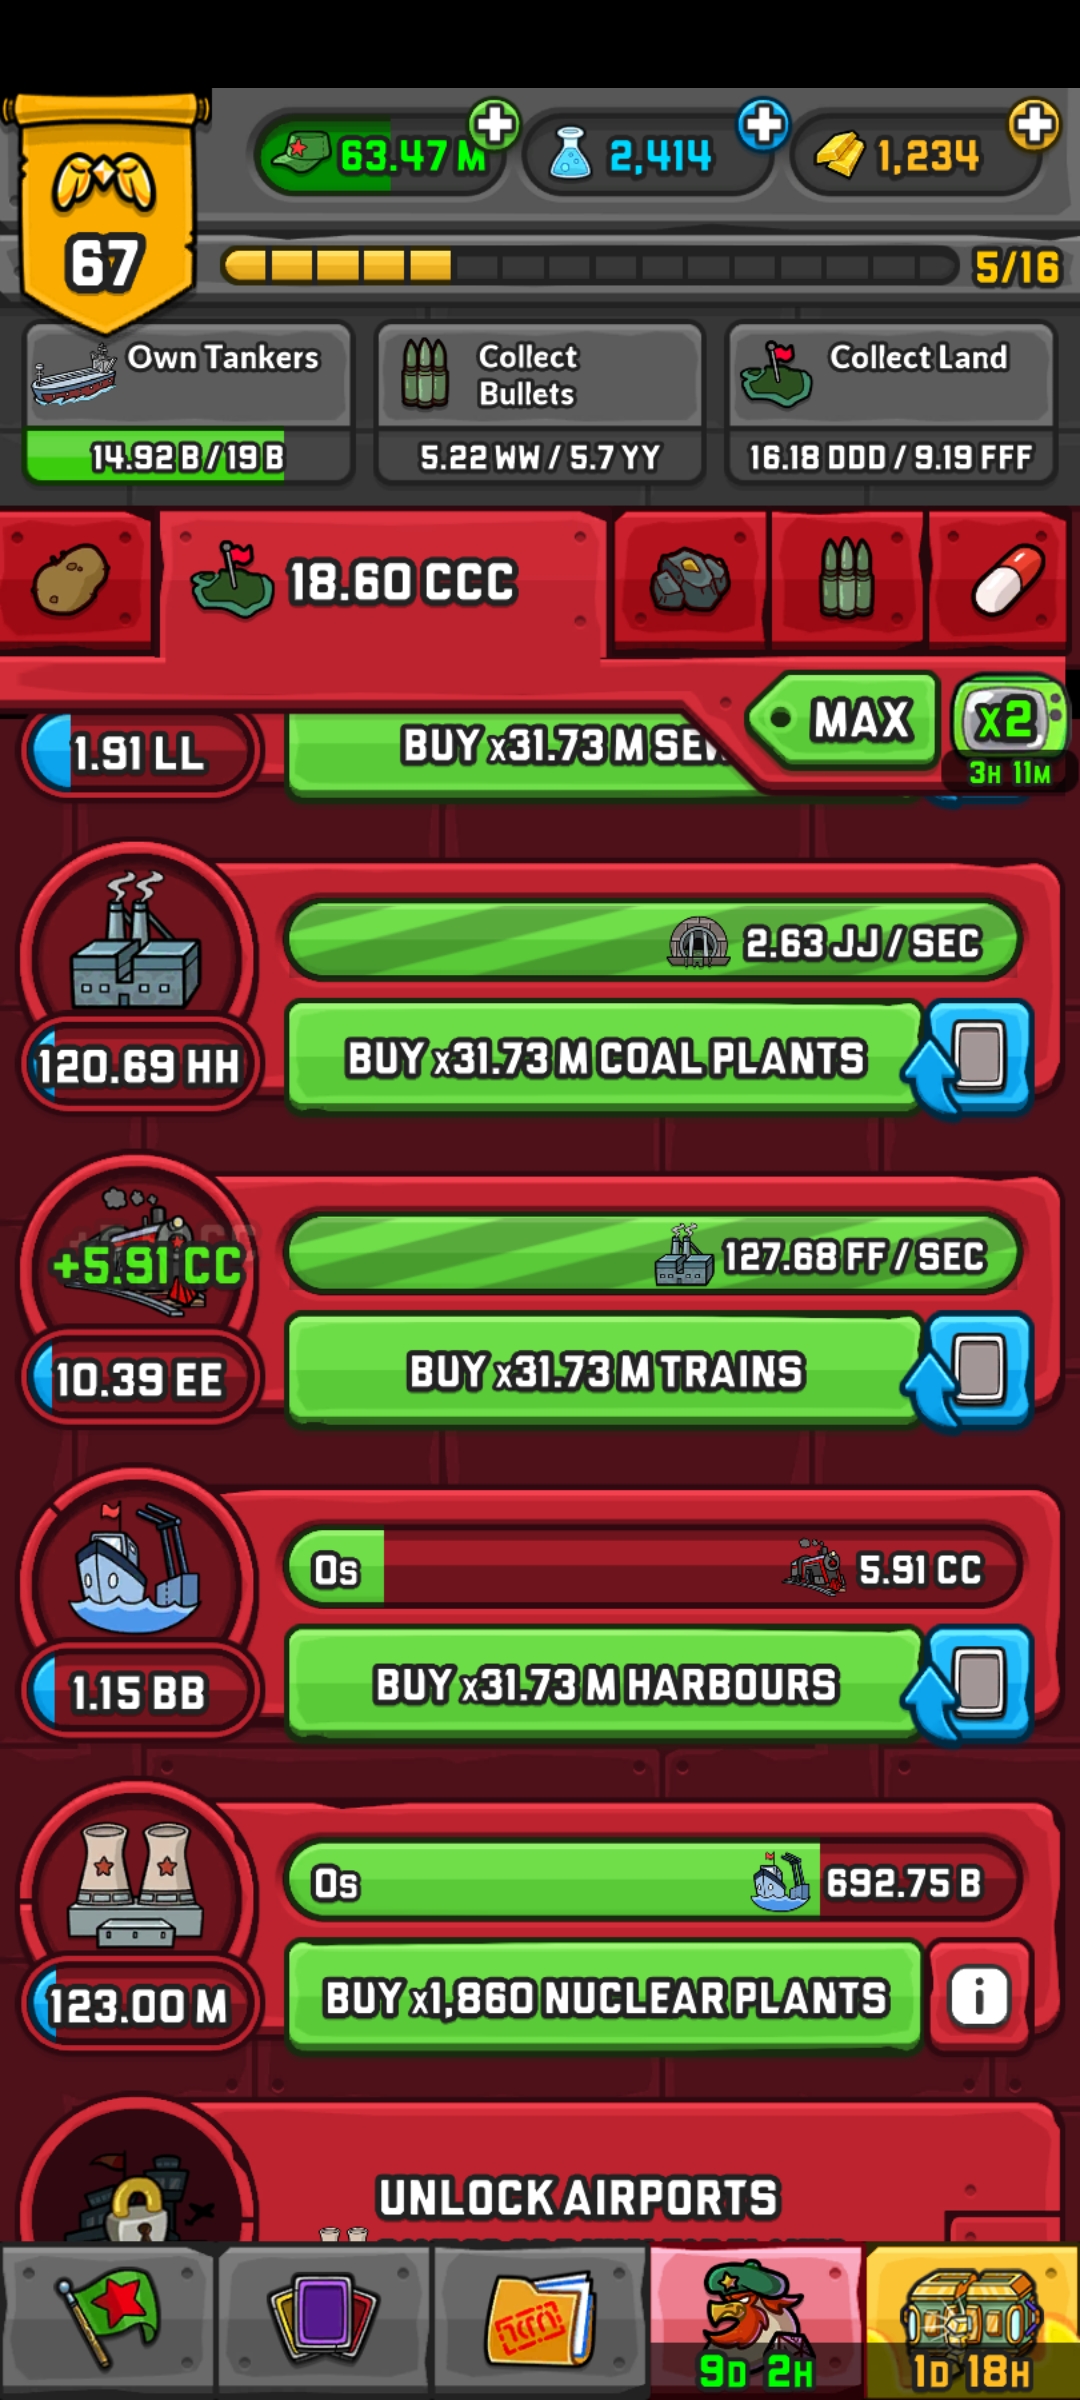 63.47 M
2,414
1,234
67
5/16
Own Tankers
14.92 B / 19 B
Collect
Bullets
5.22 WW / 5.7 YY
Collect Land
16.18 DDD / 9.19 FFF
18.60 CCC
MAX
x2
3H 11M
1.91 LL
BUY x31.73 M
2.63 JJ / SEC
120.69 HH
BUY x31.73 M COAL PLANTS
+5.91 CC
127.68 FF / SEC
10.39 EE
BUY x31.73 M TRAINS
0s
5.91 CC
1.15 BB
BUY x31.73 M HARBOURS
0s
692.75 B
123.00 M
BUY x1,860 NUCLEAR PLANTS
i
UNLOCK AIRPORTS
9D 2H
1D 18H